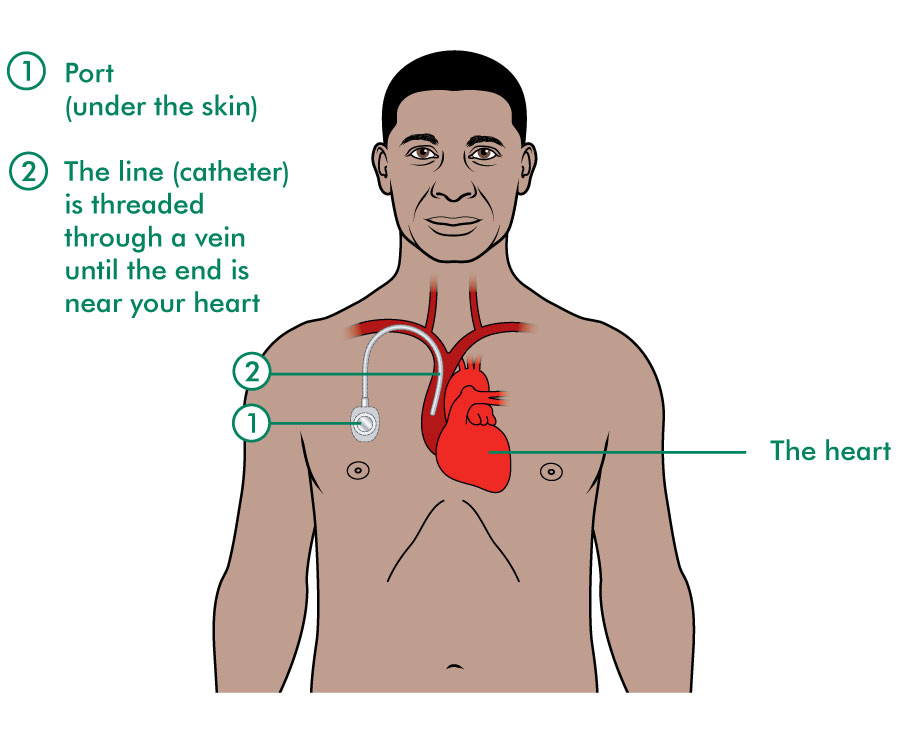 1 Port
(under the skin)
2 The line (catheter)
is threaded
through a vein
until the end is
near your heart
2
1
The heart